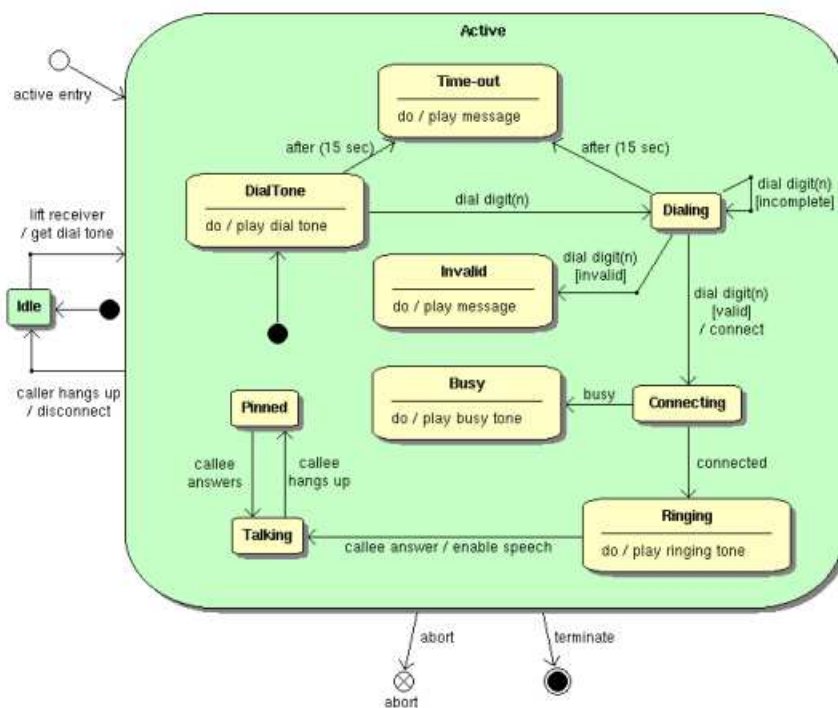 Active
active entry
Time-out
do / play message
after (15 sec)
after (15 sec)
DialTone
do / play dial tone
dial digit(n)
Dialing
dial digit(n)
[incomplete]
lift receiver
/ get dial tone
Idle
dial digit(n)
[invalid]
Invalid
do / play message
dial digit(n)
[valid]
/ connect
caller hangs up
/ disconnect
Pinned
Busy
do / play busy tone
busy
Connecting
callee
answers
callee
hangs up
connected
Talking
callee answer / enable speech
Ringing
do / play ringing tone
abort
terminate
abort